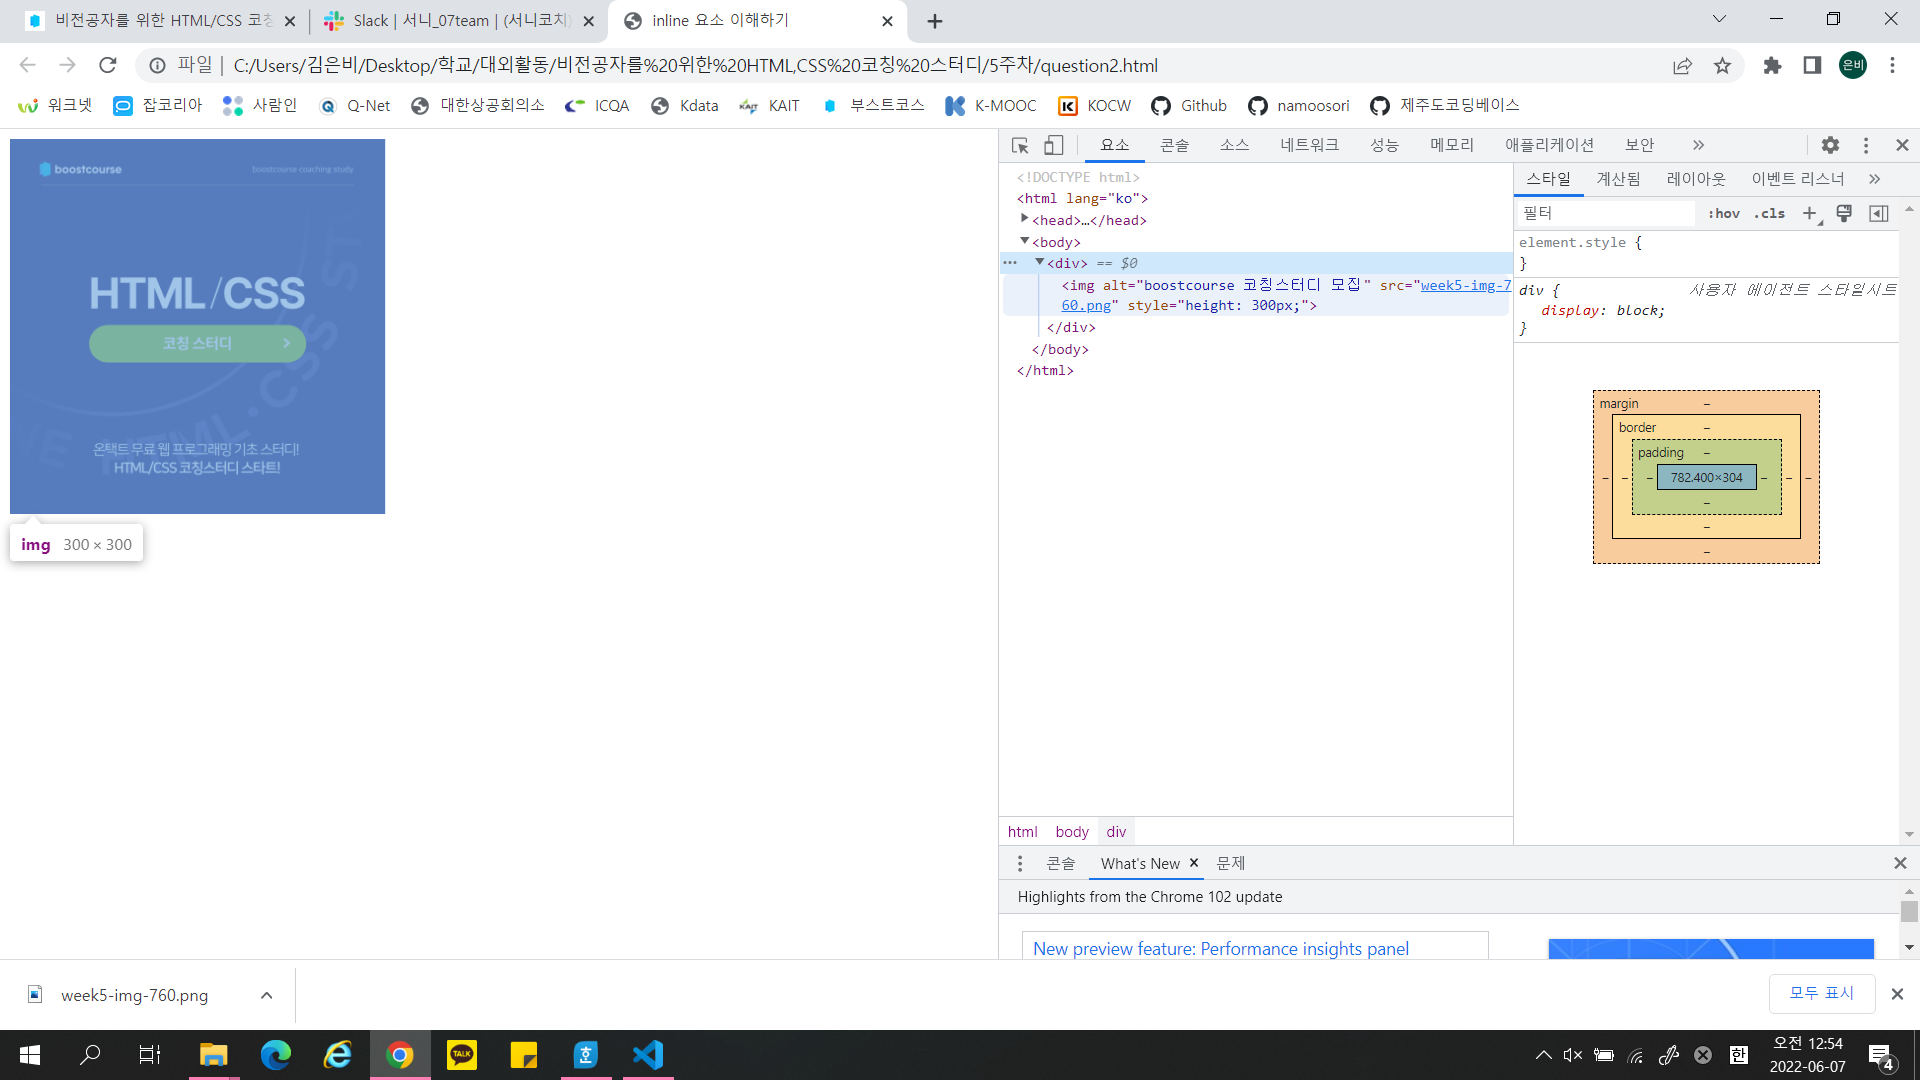 비전공자를 위한 HTML/CSS 코칭
Slack | 서니_07team | (서니코치)
inline 요소 이해하기
파일 | C:/Users/김은비/Desktop/학교/대외활동/비전공자를%20위한%20HTML,CSS%20코칭%20스터디/5주차/question2.html
은비
워크넷 잡코리아 사람인 Q-Net 대한상공회의소 ICQA Kdata KAIT 부스트코스 K-MOOC KOCW Github namoosori 제주도코딩베이스
boostcourse
boostcourse coaching study
HTML/CSS
코칭 스터디
온택트 무료 웹 프로그래밍 기초 스터디!
HTML/CSS 코칭스터디 스타트!
img 300 × 300
요소 콘솔 소스 네트워크 성능 메모리 애플리케이션 보안
<!DOCTYPE html>
<html lang="ko">
<head>…</head>
<body>
<div> == $0
<img alt="boostcourse 코칭스터디 모집" src="week5-img-7
60.png" style="height: 300px;">
</div>
</body>
</html>
html body div
스타일 계산됨 레이아웃 이벤트 리스너
필터 :hov .cls
element.style {
}
div { 사용자 에이전트 스타일시트
display: block;
}
margin –
border –
padding –
– – – 782.400×304 – – –
–
–
–
콘솔 What's New 문제
Highlights from the Chrome 102 update
New preview feature: Performance insights panel
week5-img-760.png
모두 표시
TALK
한
오전 12:54
2022-06-07
4